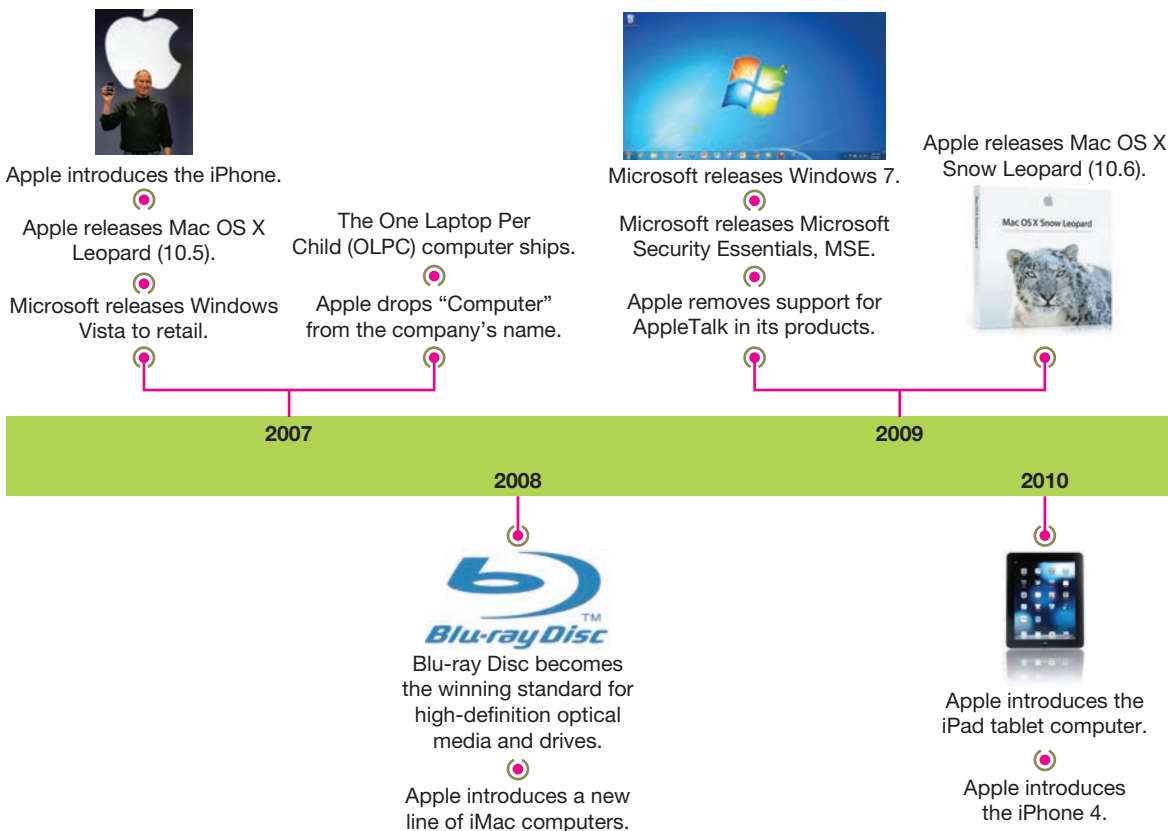 Apple introduces the iPhone.
Apple releases Mac OS X
Leopard (10.5).
Microsoft releases Windows
Vista to retail.
The One Laptop Per
Child (OLPC) computer ships.
Apple drops “Computer”
from the company’s name.
2007
Microsoft releases Windows 7.
Microsoft releases Microsoft
Security Essentials, MSE.
Apple removes support for
AppleTalk in its products.
Apple releases Mac OS X
Snow Leopard (10.6).
Mac OS X Snow Leopard
2009
2008
Blu-ray Disc
TM
Blu-ray Disc becomes
the winning standard for
high-definition optical
media and drives.
Apple introduces a new
line of iMac computers.
2010
Apple introduces the
iPad tablet computer.
Apple introduces
the iPhone 4.